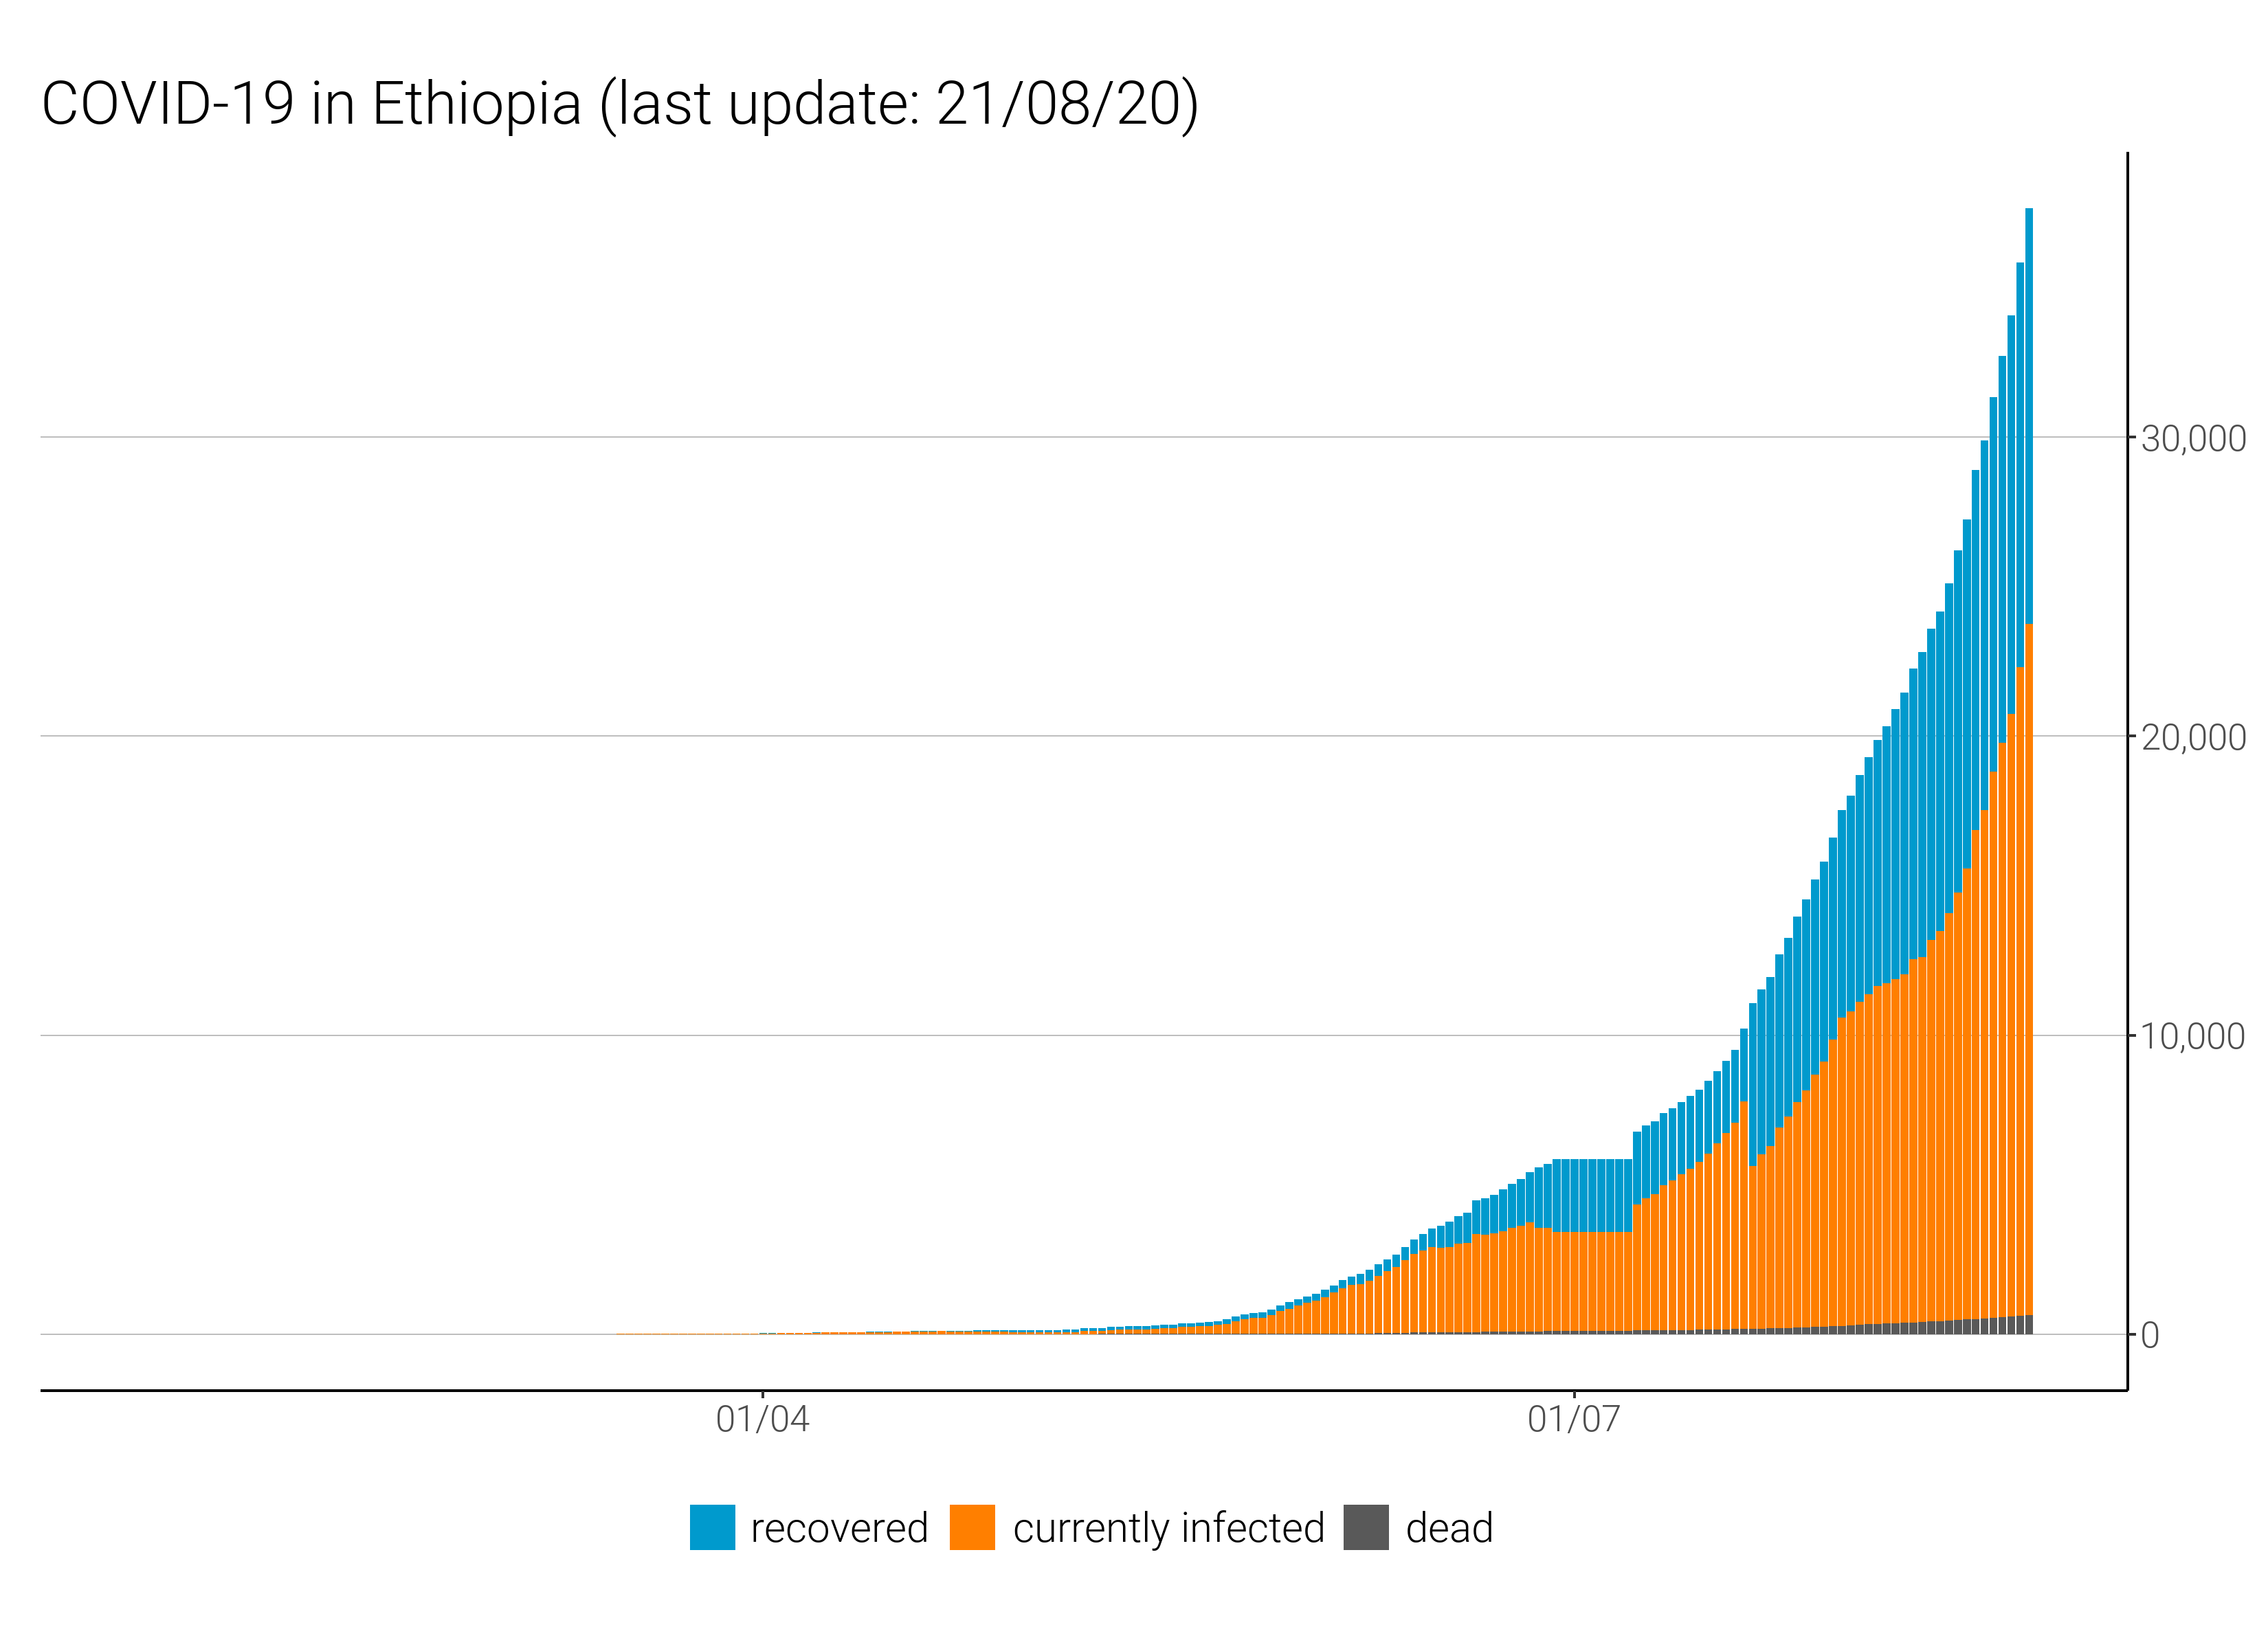 COVID-19 in Ethiopia (last update: 21/08/20)
30,000
20,000
10,000
0
01/04 01/07
recovered currently infected dead